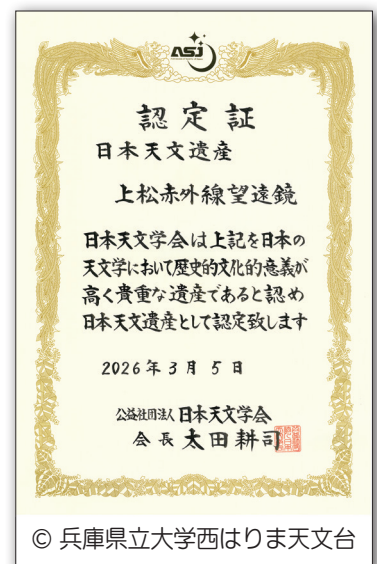 ASJ
認定証
日本天文遺産
上松赤外線望遠鏡
日本天文学会は上記を日本の
天文学において歴史的文化的意義が
高く貴重な遺産であると認め
日本天文遺産として認定致します
2026年3月5日
公益社団法人 日本天文学会
会長 太田耕司
© 兵庫県立大学西はりま天文台